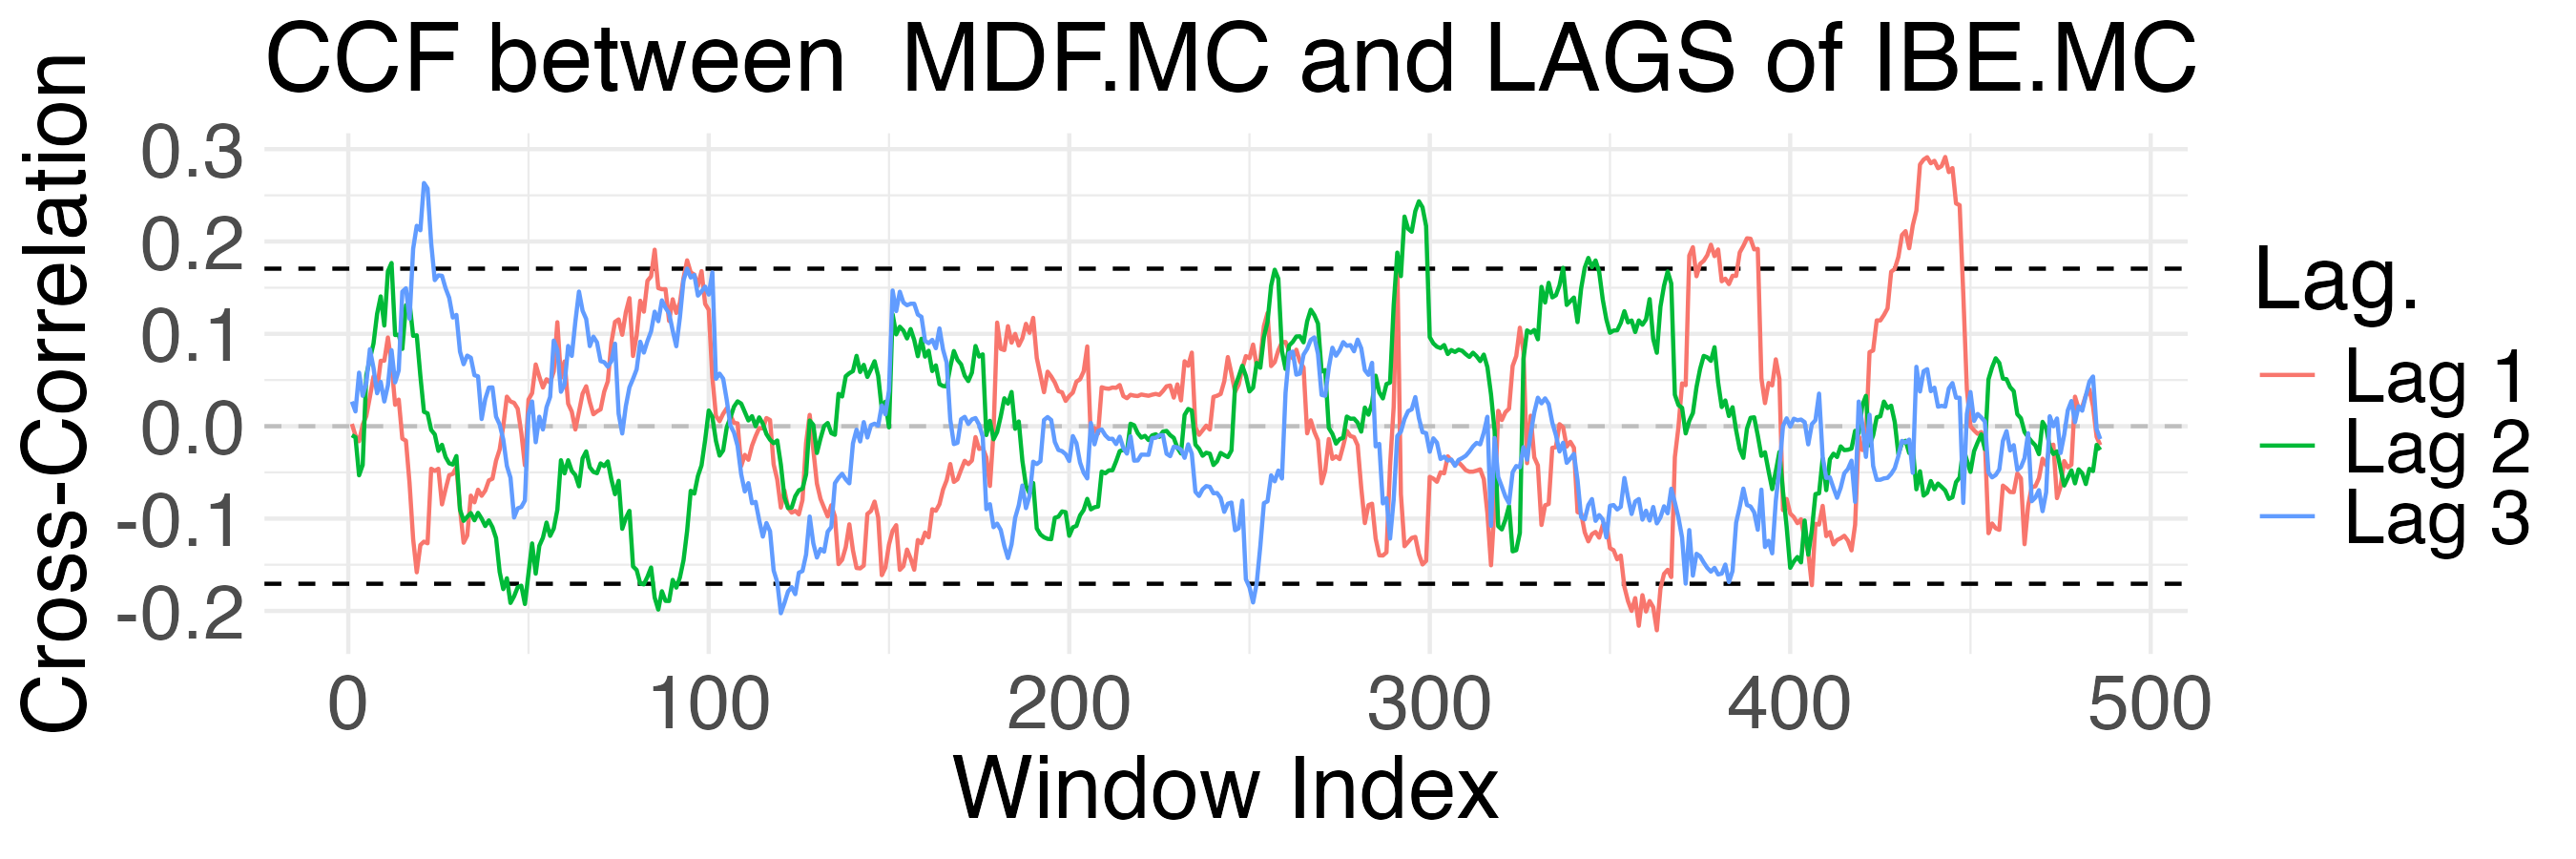 CCF between  MDF.MC and LAGS of IBE.MC
Cross-Correlation
0.3
0.2
0.1
0.0
-0.1
-0.2
0
100
200
300
400
500
Window Index
Lag.
Lag 1
Lag 2
Lag 3